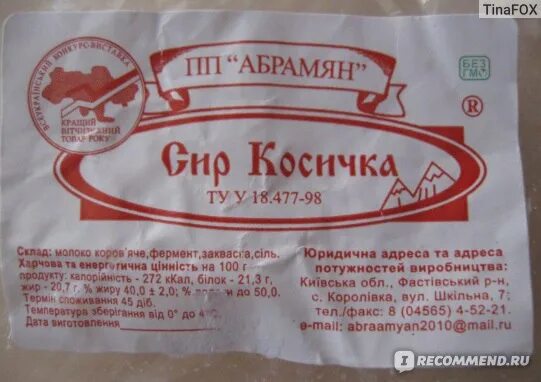 TinaFOX
ВСЕУКРАЇНСЬКИЙ КОНКУРС-ВИСТАВКА
КРАЩИЙ
ВІТЧИЗНЯНИЙ
ТОВАР РОКУ
ПП "АБРАМЯН"
БЕЗ
ГМО
®
Сир Косичка
ТУ У 18.477-98
Склад: молоко коров'яче, фермент, закваска, сіль.
Харчова та енергетична цінність на 100 г
продукту: калорійність - 272 кКал, білок - 21,3 г,
жир - 20,7 г. % жиру 40,0 ± 2,0; % до 50,0.
Термін споживання 45 діб.
Температура зберігання від 0° до
Дата виготовлення
Юридична адреса та адреса
потужностей виробництва:
Київська обл., Фастівський р-н,
с. Королівка, вул. Шкільна, 7;
тел./факс: 8 (04565) 4-52-21.
e-mail: abraamyan2010@mail.ru
I RECOMMEND.RU